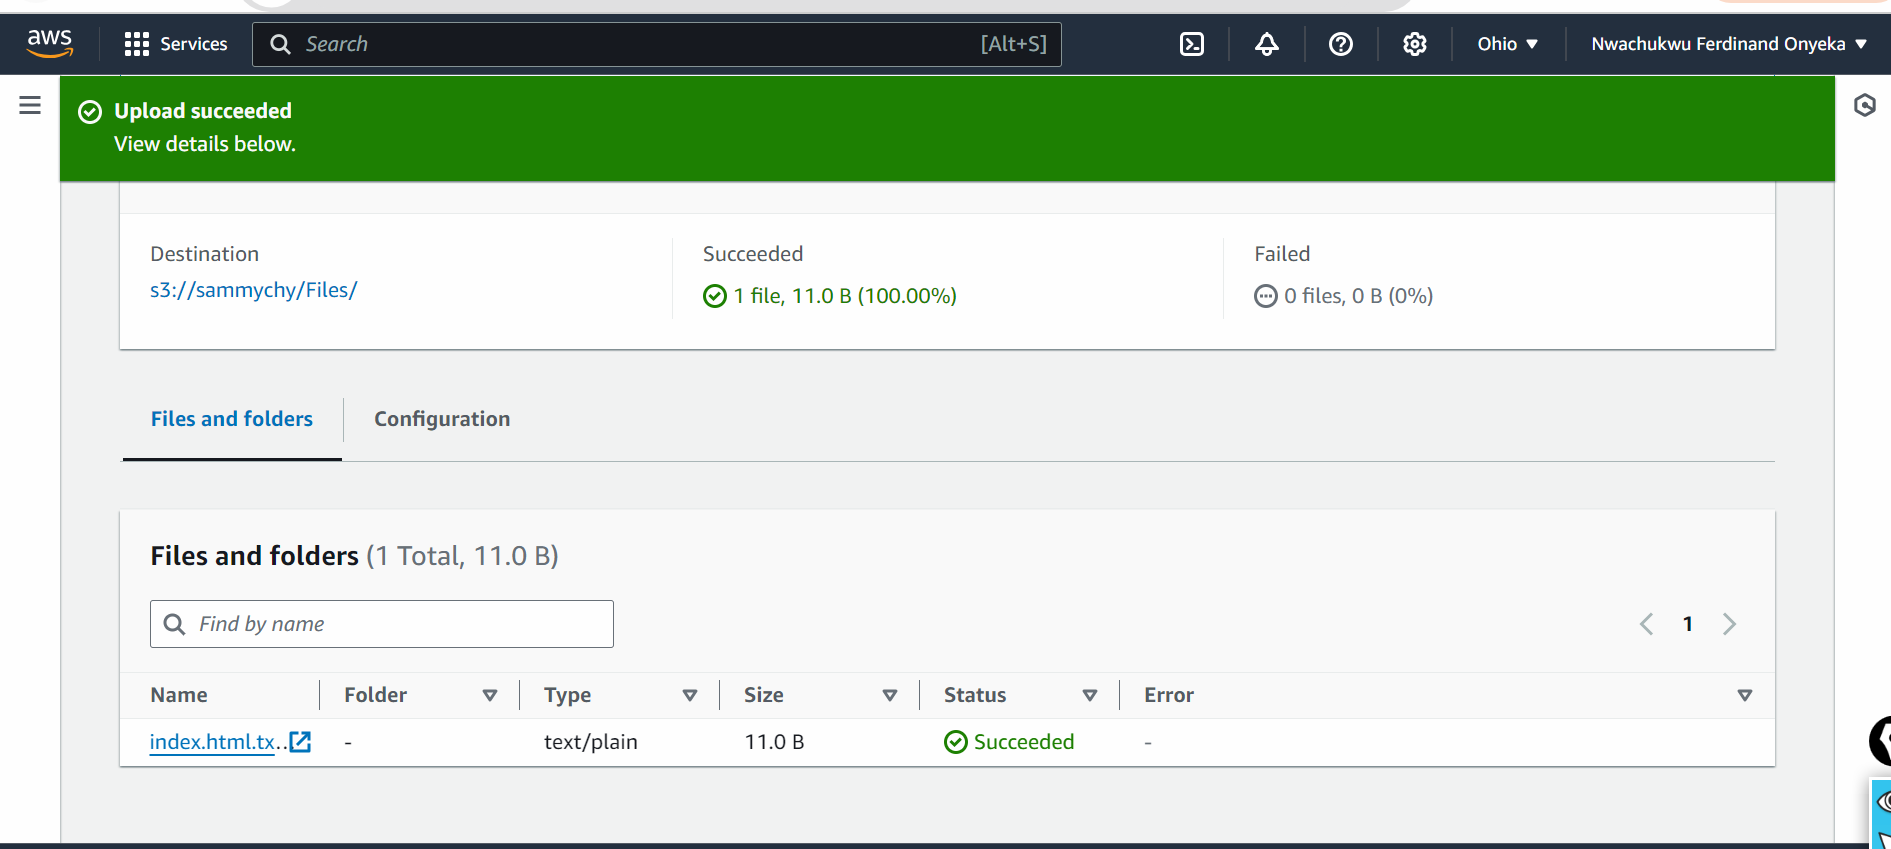 aws Services Search [Alt+S] Ohio Nwachukwu Ferdinand Onyeka
Upload succeeded
View details below.
Destination Succeeded Failed
s3://sammychy/Files/ 1 file, 11.0 B (100.00%) 0 files, 0 B (0%)
Files and folders Configuration
Files and folders (1 Total, 11.0 B)
Find by name 1
Name Folder Type Size Status Error
index.html.tx.. - text/plain 11.0 B Succeeded -